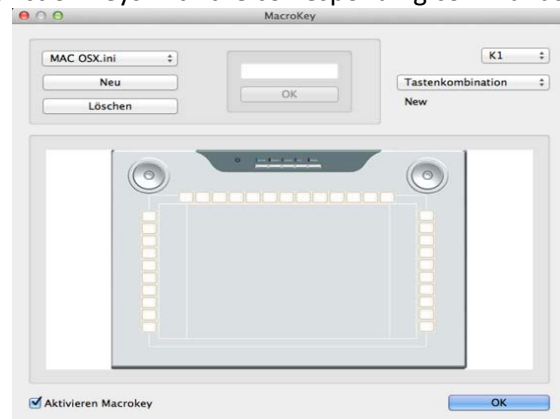 MacroKey
MAC OSX.ini
Neu
Löschen
OK
K1
Tastenkombination
New
Aktivieren Macrokey
OK